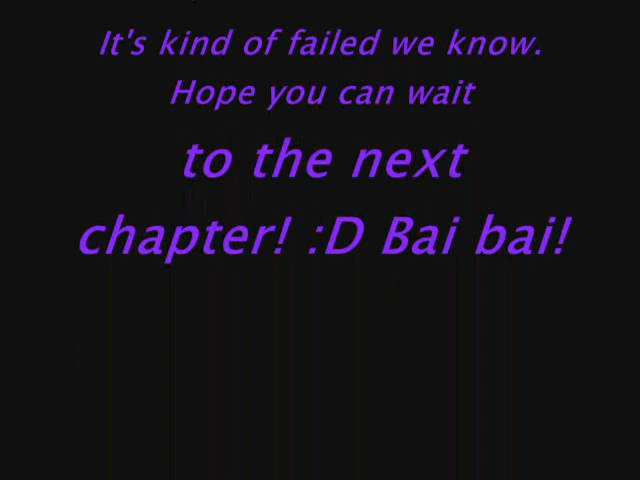 It's kind of failed we know.
Hope you can wait
to the next
chapter! :D Bai bai!